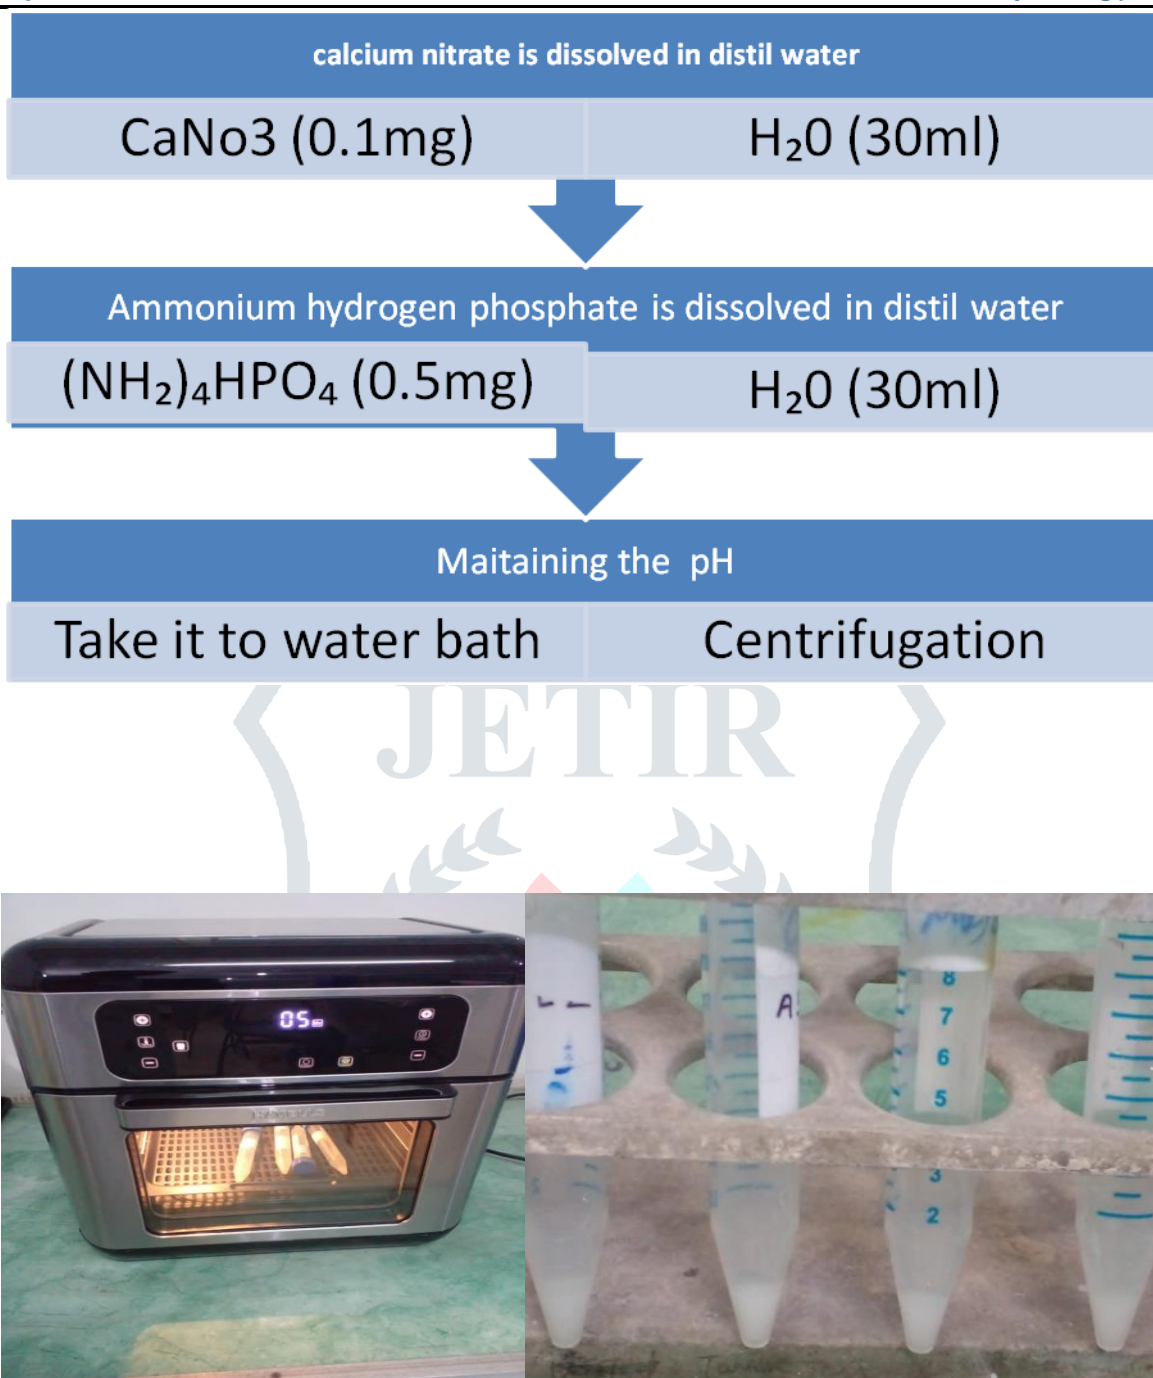 calcium nitrate is dissolved in distil water
CaNo3 (0.1mg)
H₂0 (30ml)
Ammonium hydrogen phosphate is dissolved in distil water
(NH₂)₄HPO₄ (0.5mg)
H₂0 (30ml)
Maitaining the pH
Take it to water bath
Centrifugation
JETIR
05
A
8
7
6
5
3
2